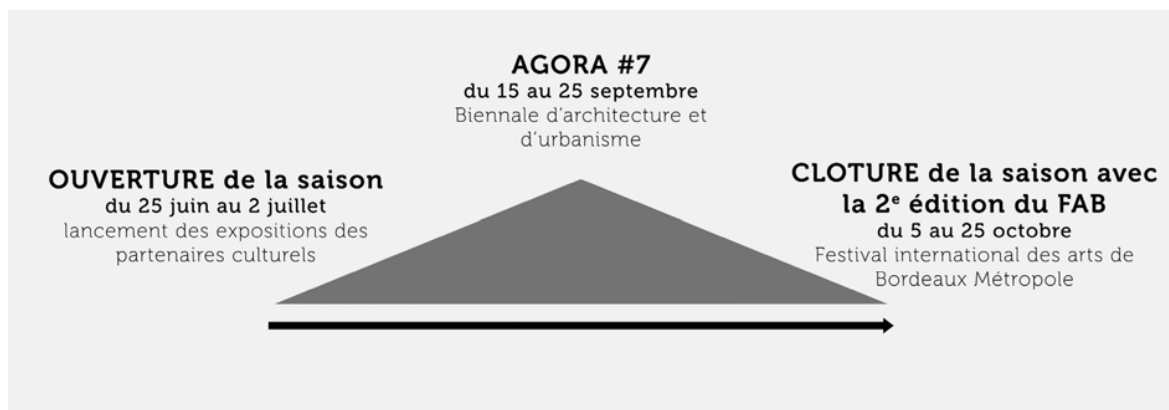 AGORA #7
du 15 au 25 septembre
Biennale d’architecture et
d’urbanisme
OUVERTURE de la saison
du 25 juin au 2 juillet
lancement des expositions des
partenaires culturels
CLOTURE de la saison avec
la 2e édition du FAB
du 5 au 25 octobre
Festival international des arts de
Bordeaux Métropole